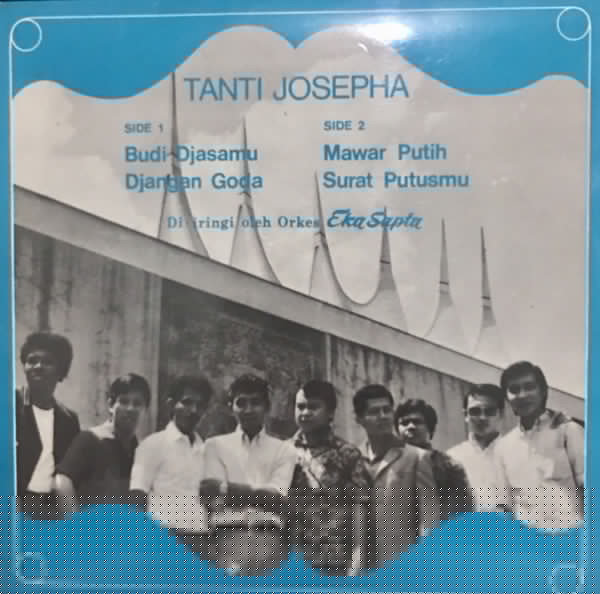 TANTI JOSEPHA
SIDE 1
Budi Djasamu
Djangan Goda
SIDE 2
Mawar Putih
Surat Putusmu
Di iringi oleh Orkes Eka Sapta